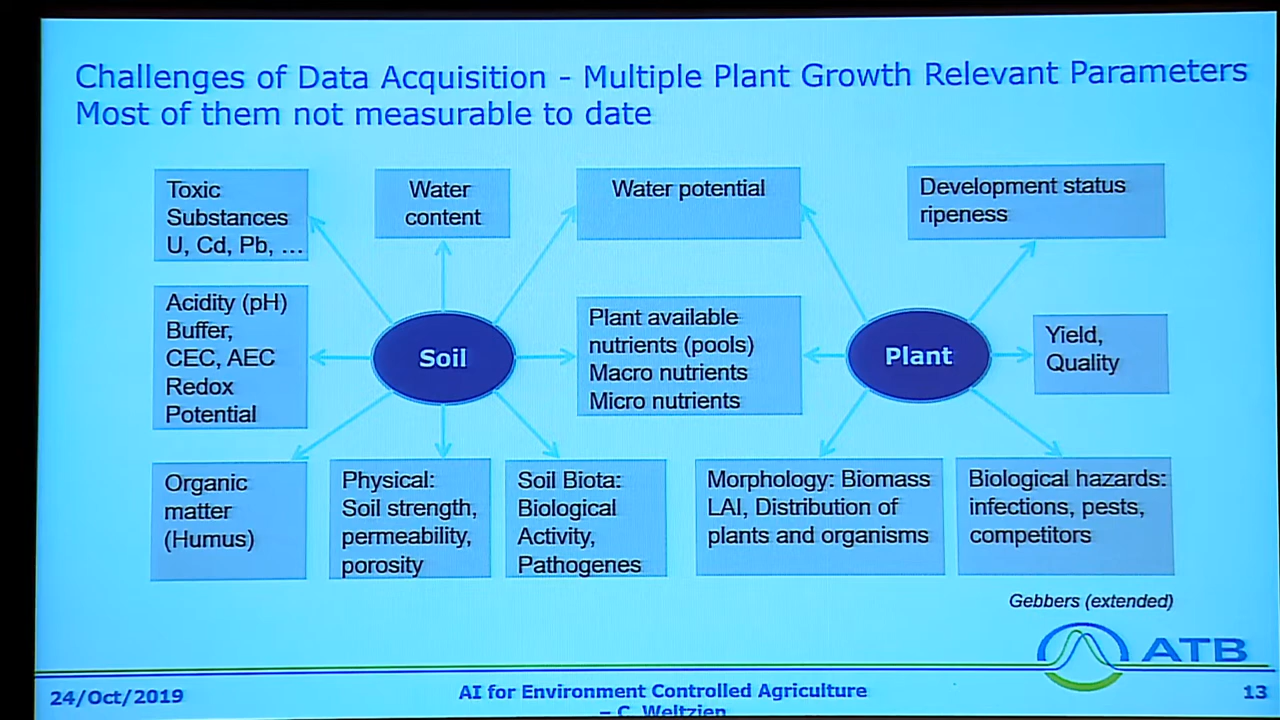 Challenges of Data Acquisition - Multiple Plant Growth Relevant Parameters
Most of them not measurable to date
Toxic
Substances
U, Cd, Pb, ...
Water
content
Water potential
Development status
ripeness
Acidity (pH)
Buffer,
CEC, AEC
Redox
Potential
Soil
Plant available
nutrients (pools)
Macro nutrients
Micro nutrients
Plant
Yield,
Quality
Organic
matter
(Humus)
Physical:
Soil strength,
permeability,
porosity
Soil Biota:
Biological
Activity,
Pathogenes
Morphology: Biomass
LAI, Distribution of
plants and organisms
Biological hazards:
infections, pests,
competitors
Gebbers (extended)
ATB
24/Oct/2019
AI for Environment Controlled Agriculture
– C. Weltzien
13